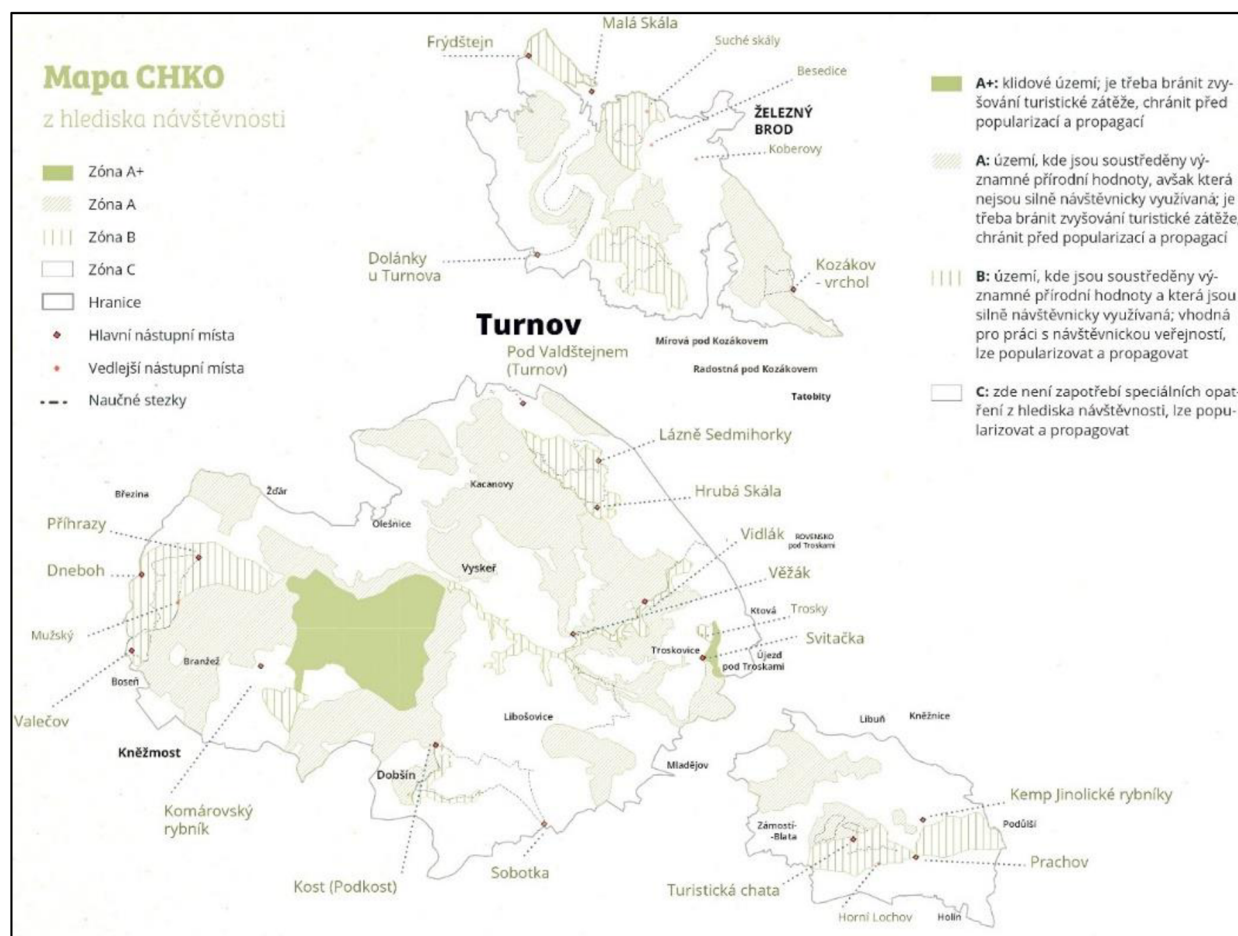 Mapa CHKO
z hlediska návštěvnosti
Zóna A+
Zóna A
Zóna B
Zóna C
Hranice
Hlavní nástupní místa
Vedlejší nástupní místa
Naučné stezky
Malá Skála
Frýdštejn
Suché skály
Besedice
ŽELEZNÝ
BROD
Koberovy
Dolánky
u Turnova
Kozákov
- vrchol
Turnov
Pod Valdštejnem
(Turnov)
Mírová pod Kozákovem
Radostná pod Kozákovem
Tatobity
Lázně Sedmihorky
Kacanovy
Hrubá Skála
Březina
Žďár
Olešnice
Příhrazy
Vidlák
ROVENSKO
pod Troskami
Dneboh
Vyskeř
Věžák
Ktová
Trosky
Mužský
Svitačka
Troskovice
Újezd
pod Troskami
Branžež
Boseň
Valečov
Libošovice
Kněžmost
Dobšín
Mladějov
Komárovský
rybník
Sobotka
Kost (Podkost)
Libuň
Kněžnice
Kemp Jinolické rybníky
Zámostí-
-Blata
Podůlší
Prachov
Turistická chata
Horní Lochov
Holín
A+: klidové území; je třeba bránit zvy-
šování turistické zátěže, chránit před
popularizací a propagací
A: území, kde jsou soustředěny vý-
znamné přírodní hodnoty, avšak která
nejsou silně návštěvnicky využívaná; je
třeba bránit zvyšování turistické zátěže,
chránit před popularizací a propagací
B: území, kde jsou soustředěny vý-
znamné přírodní hodnoty a která jsou
silně návštěvnicky využívaná; vhodná
pro práci s návštěvnickou veřejností,
lze popularizovat a propagovat
C: zde není zapotřebí speciálních opat-
ření z hlediska návštěvnosti, lze popu-
larizovat a propagovat